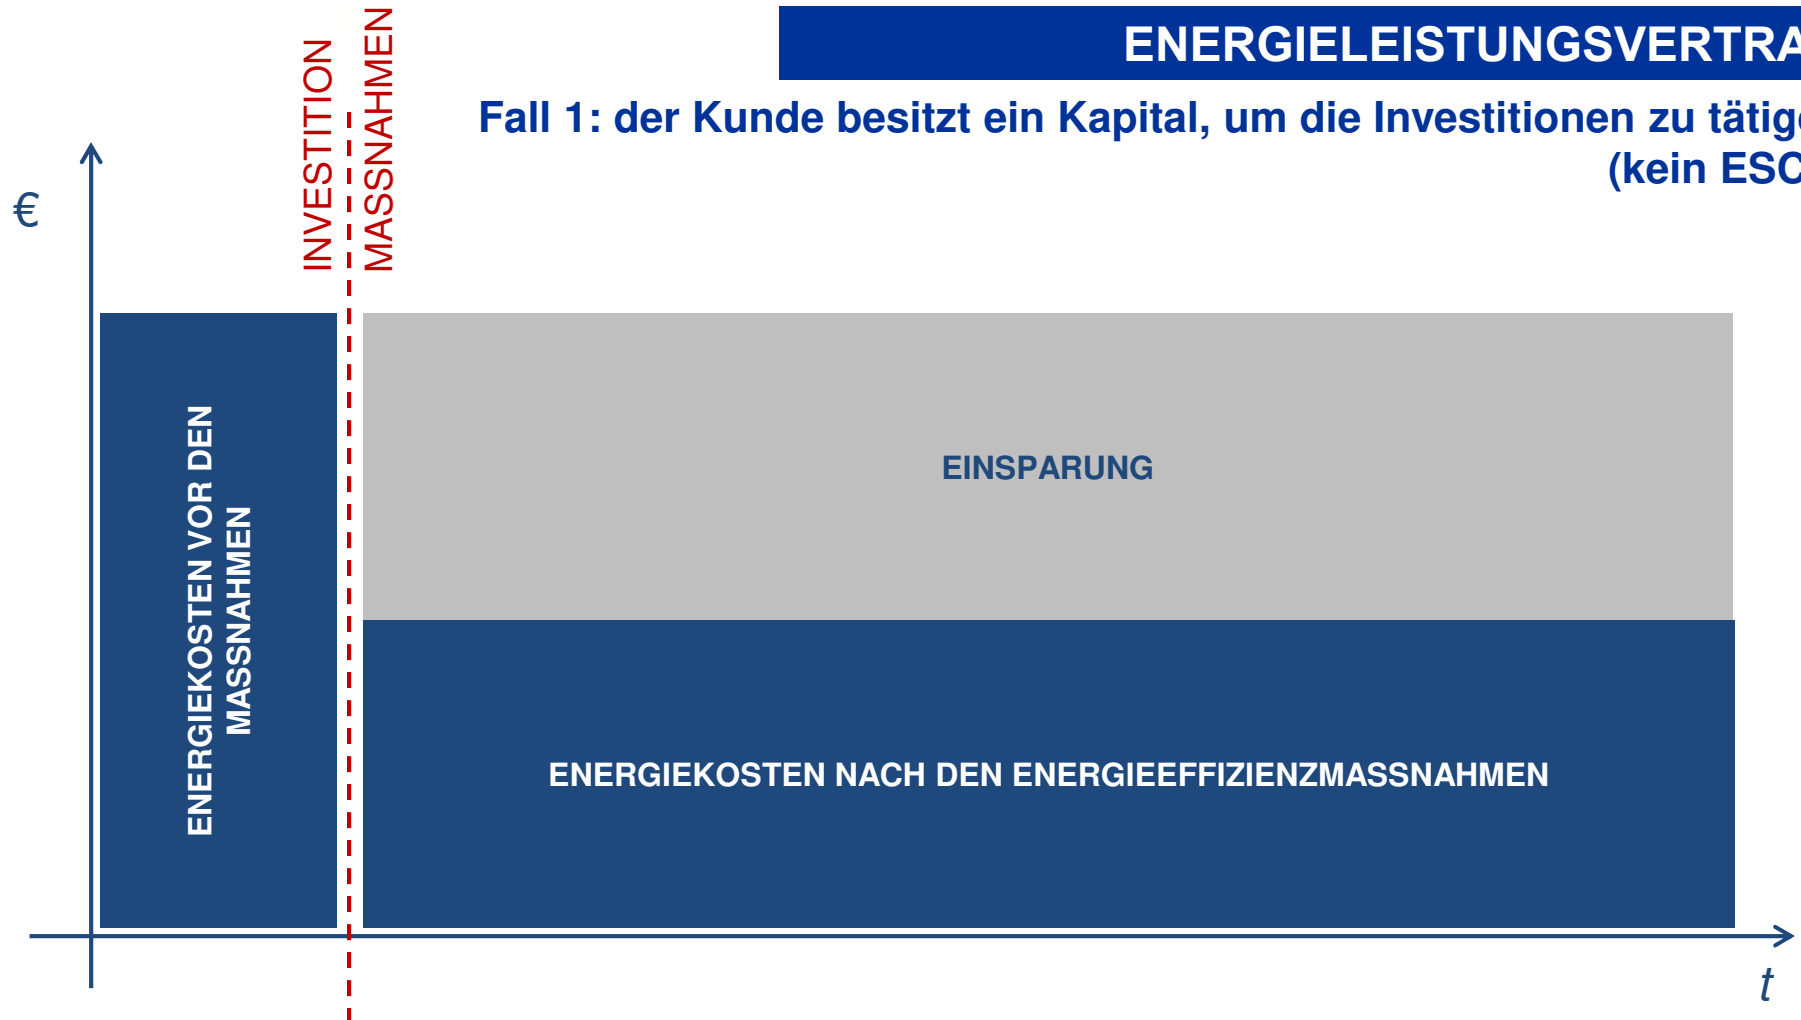 ENERGIELEISTUNGSVERTRA
Fall 1: der Kunde besitzt ein Kapital, um die Investitionen zu tätige
(kein ESC
INVESTITION
MASSNAHMEN
€
ENERGIEKOSTEN VOR DEN
MASSNAHMEN
EINSPARUNG
ENERGIEKOSTEN NACH DEN ENERGIEEFFIZIENZMASSNAHMEN
t